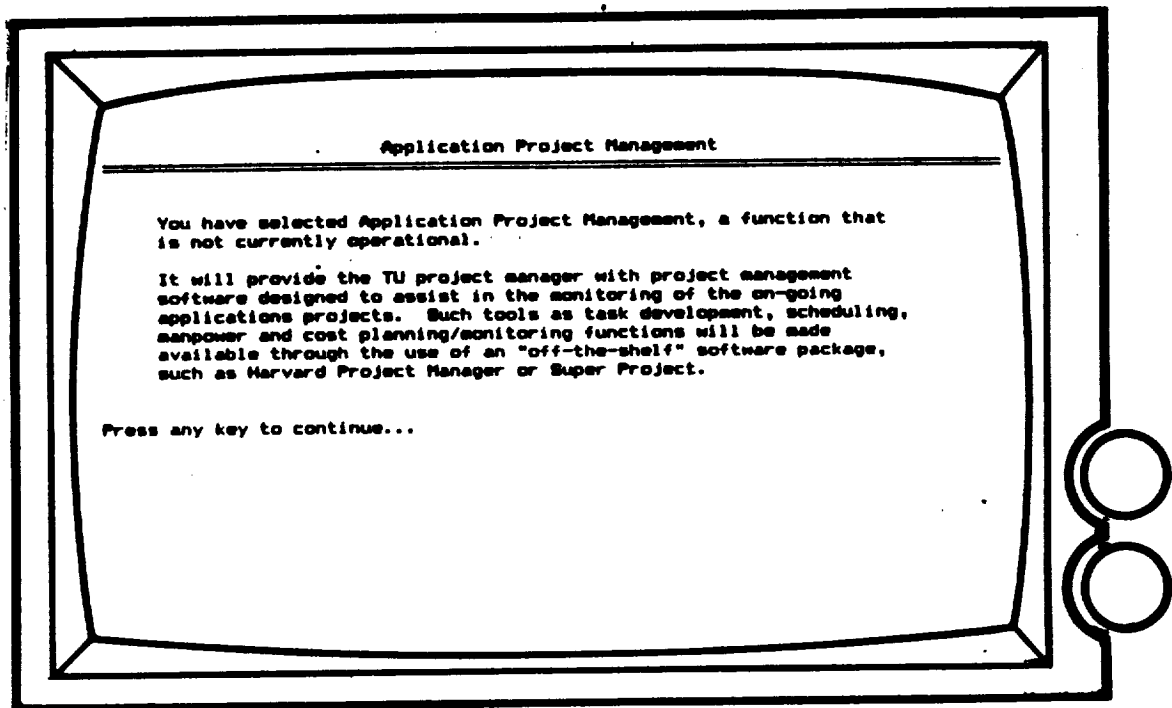 Application Project Management
You have selected Application Project Management, a function that
is not currently operational.
It will provide the TU project manager with project management
software designed to assist in the monitoring of the on-going
applications projects. Such tools as task development, scheduling,
manpower and cost planning/monitoring functions will be made
available through the use of an "off-the-shelf" software package,
such as Harvard Project Manager or Super Project.
Press any key to continue...